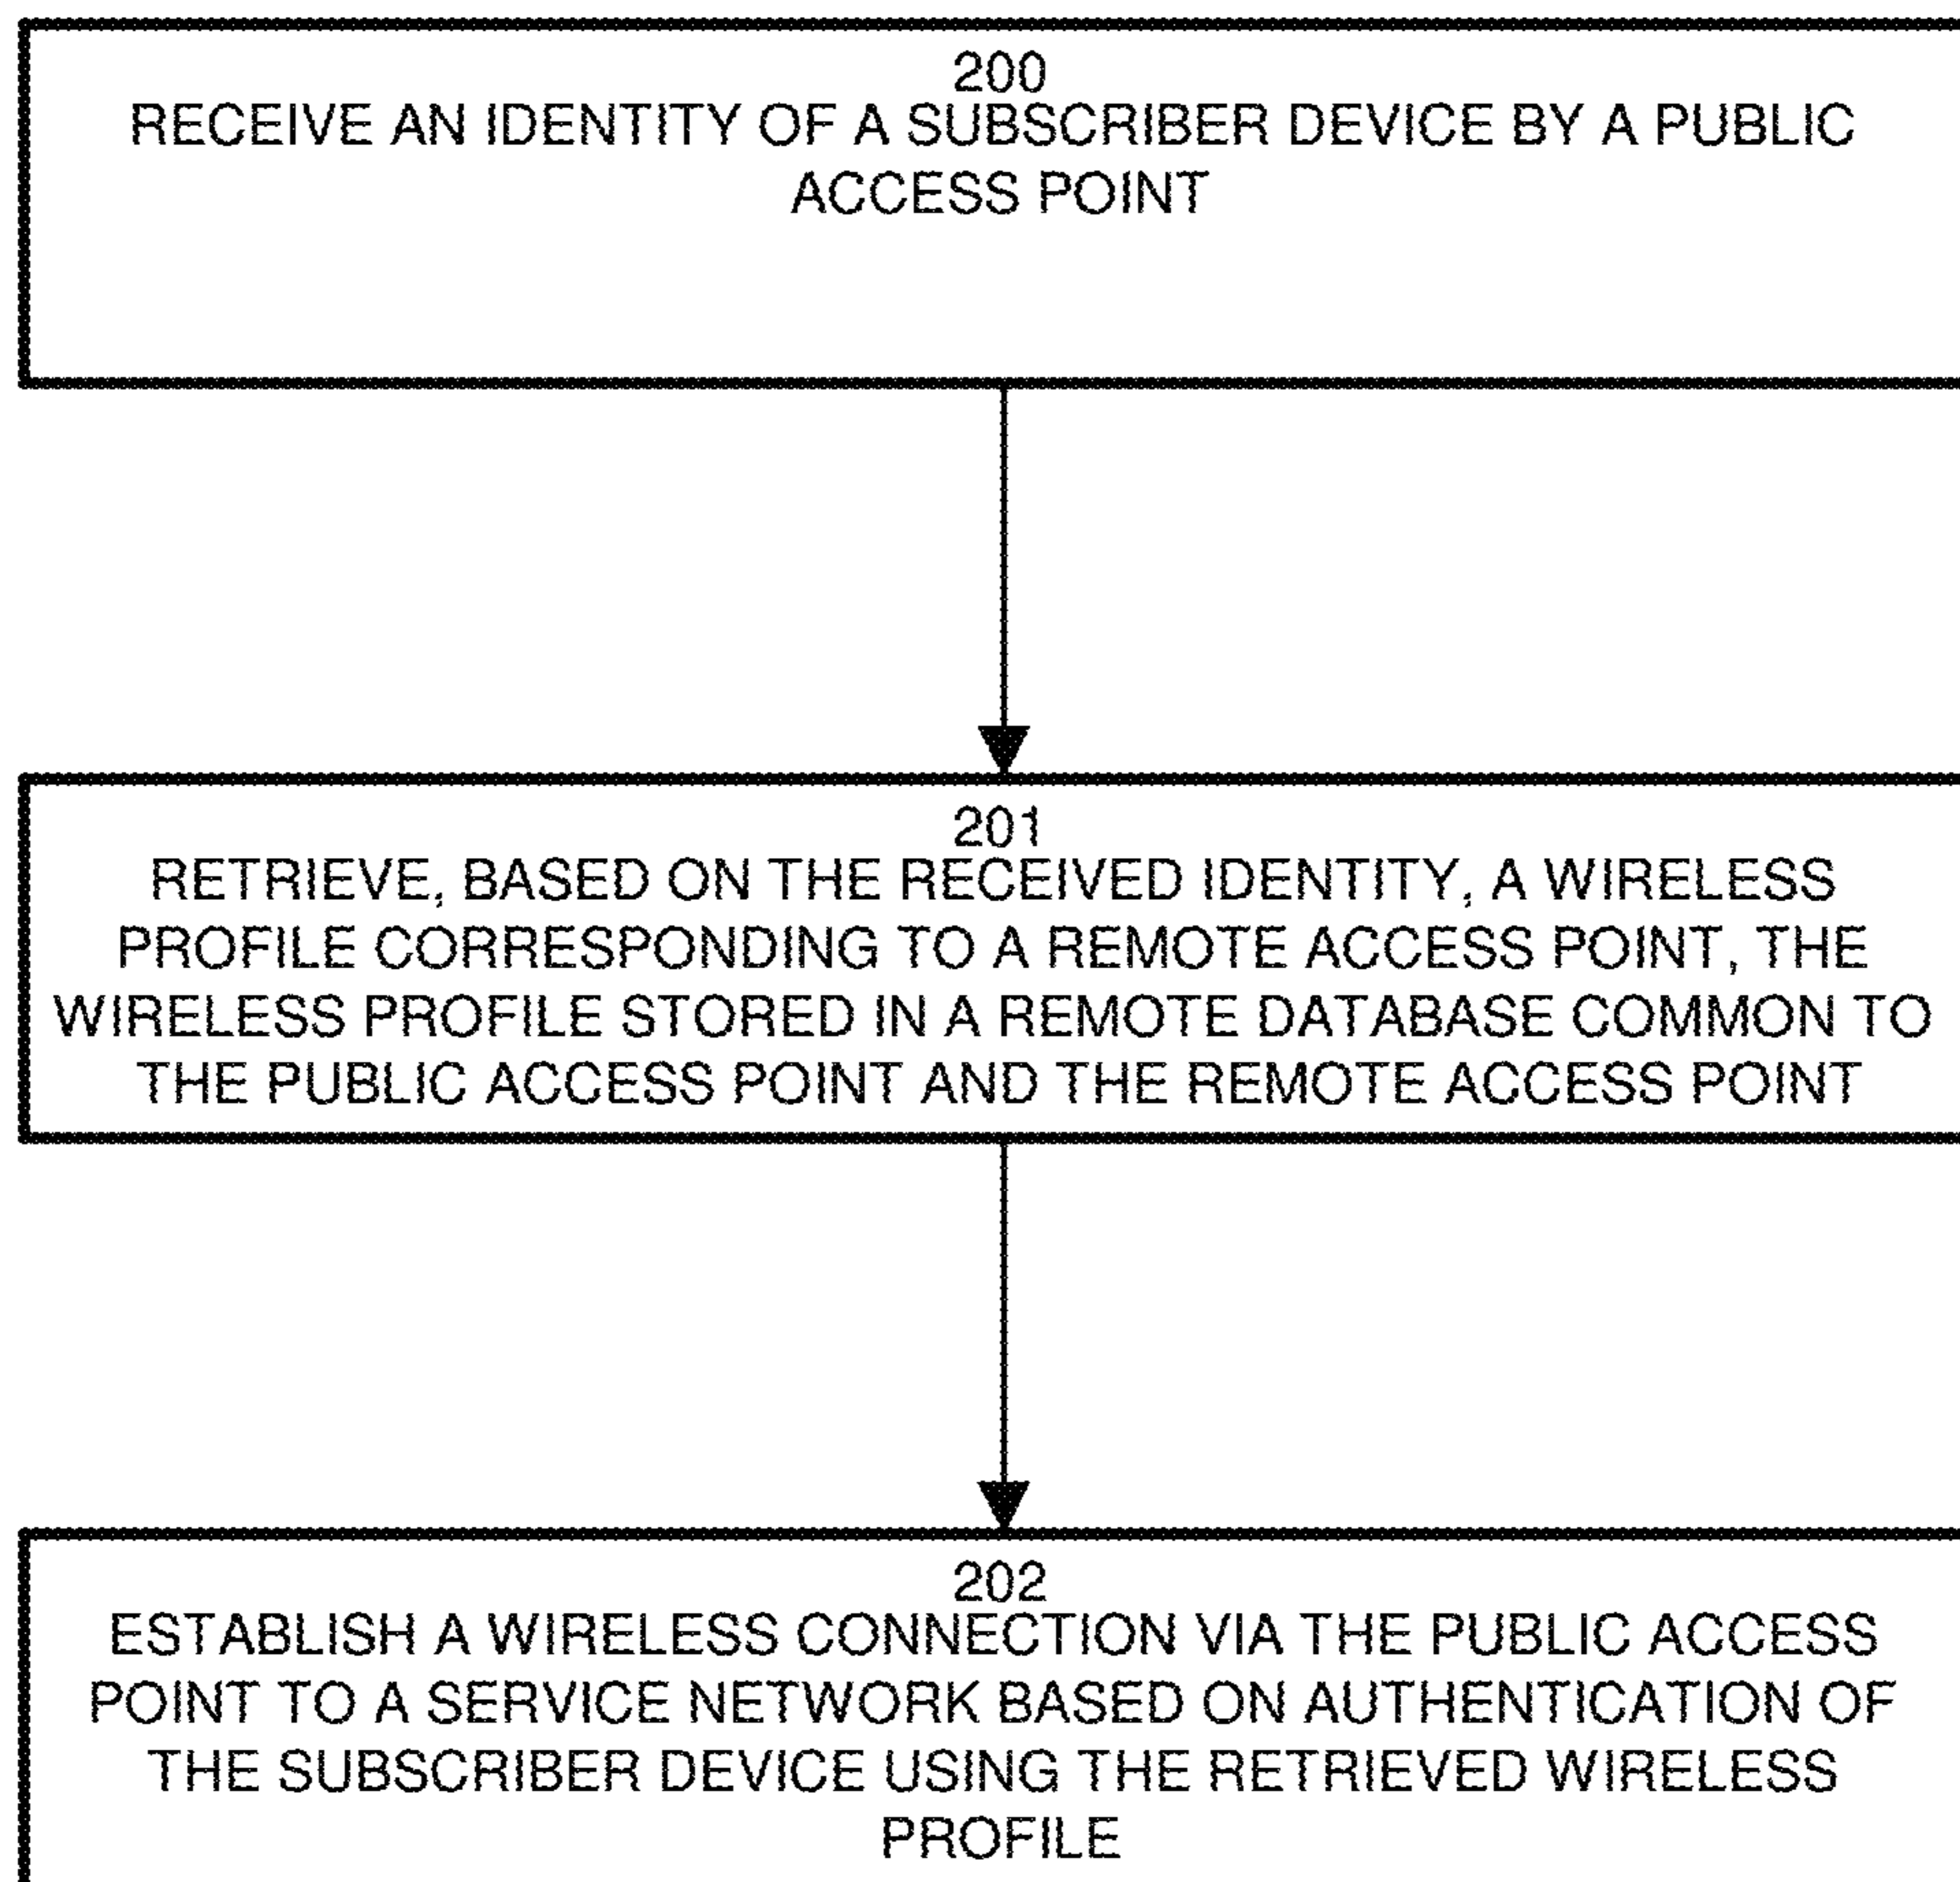 200
RECEIVE AN IDENTITY OF A SUBSCRIBER DEVICE BY A PUBLIC
ACCESS POINT
201
RETRIEVE, BASED ON THE RECEIVED IDENTITY, A WIRELESS
PROFILE CORRESPONDING TO A REMOTE ACCESS POINT, THE
WIRELESS PROFILE STORED IN A REMOTE DATABASE COMMON TO
THE PUBLIC ACCESS POINT AND THE REMOTE ACCESS POINT
202
ESTABLISH A WIRELESS CONNECTION VIA THE PUBLIC ACCESS
POINT TO A SERVICE NETWORK BASED ON AUTHENTICATION OF
THE SUBSCRIBER DEVICE USING THE RETRIEVED WIRELESS
PROFILE